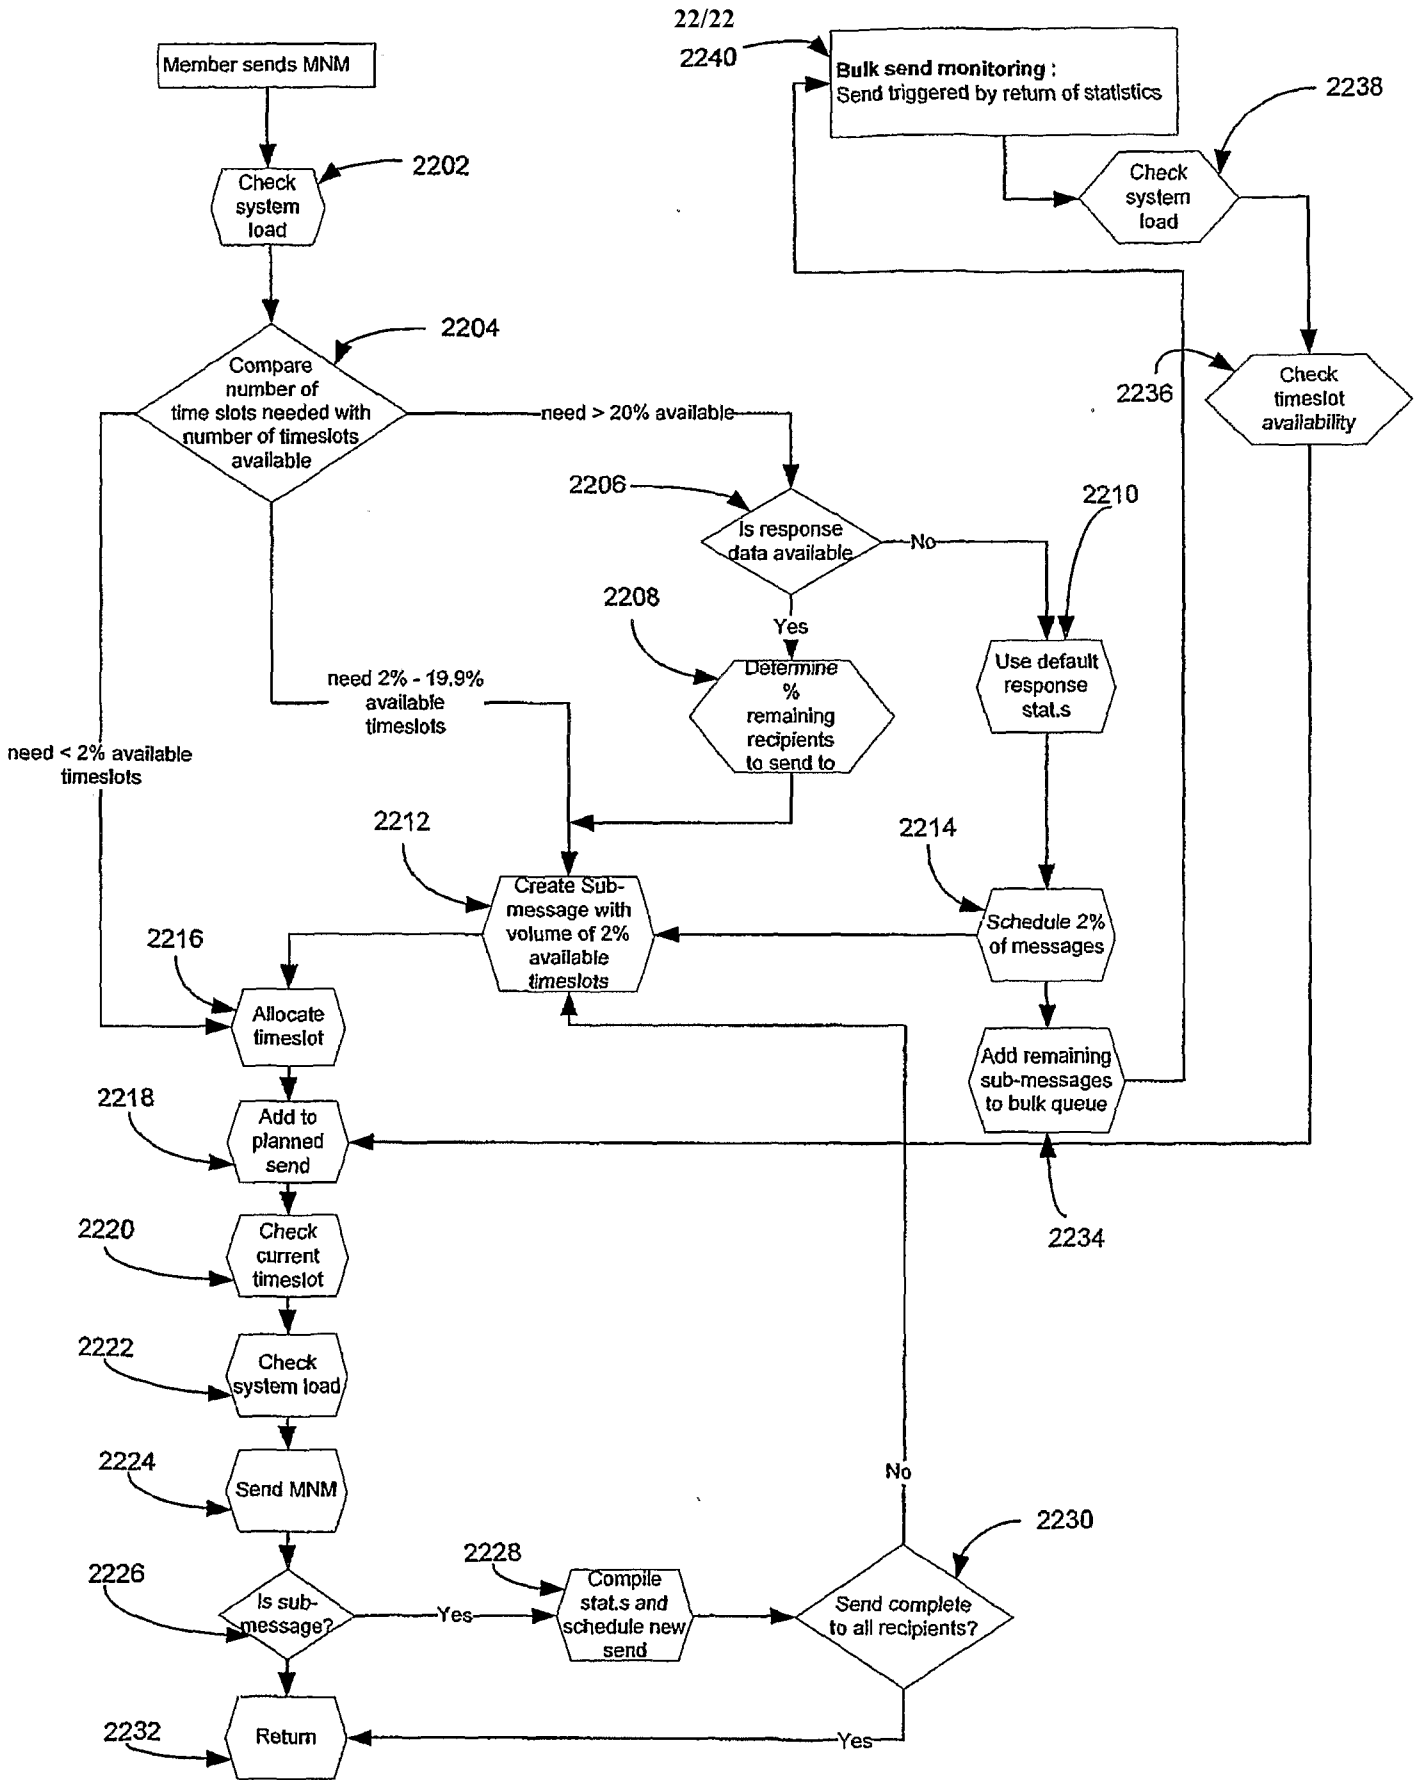 22/22
2240
Member sends MNM
Bulk send monitoring :
Send triggered by return of statistics
2238
2202
Check
system
load
Check
system
load
2204
Compare
number of
time slots needed with
number of timeslots
available
need > 20% available
2236
Check
timeslot
availability
2206
Is response
data available
No
2210
2208
Yes
Determine
%
remaining
recipients
to send to
Use default
response
stat.s
need 2% - 19.9%
available
timeslots
need < 2% available
timeslots
2212
2214
Create Sub-
message with
volume of 2%
available
timeslots
Schedule 2%
of messages
2216
Allocate
timeslot
Add remaining
sub-messages
to bulk queue
2218
Add to
planned
send
2234
2220
Check
current
timeslot
2222
Check
system load
2224
Send MNM
No
2230
2226
Is sub-
message?
Yes
2228
Compile
stat.s and
schedule new
send
Send complete
to all recipients?
2232
Return
Yes